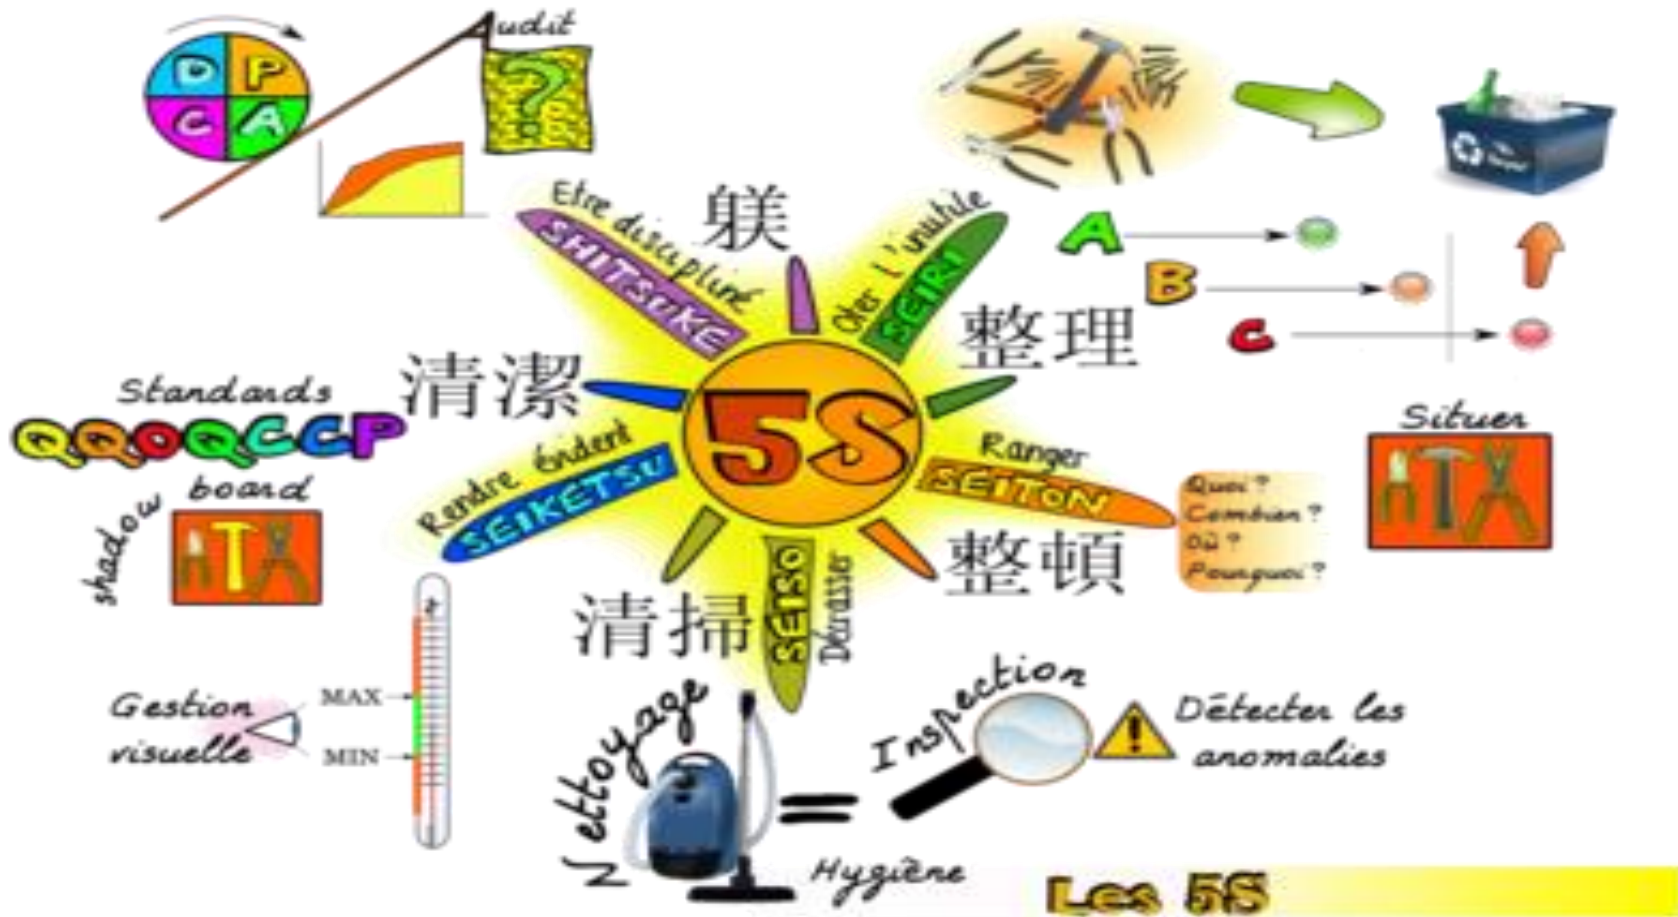 Audit
D P
C A
Etre discipliné
SHITSUKE
躾
Oter l'inutile
SEIRI
整理
A
B
C
清潔
Standards
QQOQCCP
Rendre évident
SEIKETSU
shadow
board
5S
Ranger
SEITON
整頓
Quoi ?
Combien ?
Où ?
Pourquoi ?
Situer
清掃
SEISO
Décrasser
Gestion
visuelle
MAX
MIN
Nettoyage
=
Hygiène
Inspection
!
Détecter les
anomalies
Les 5S